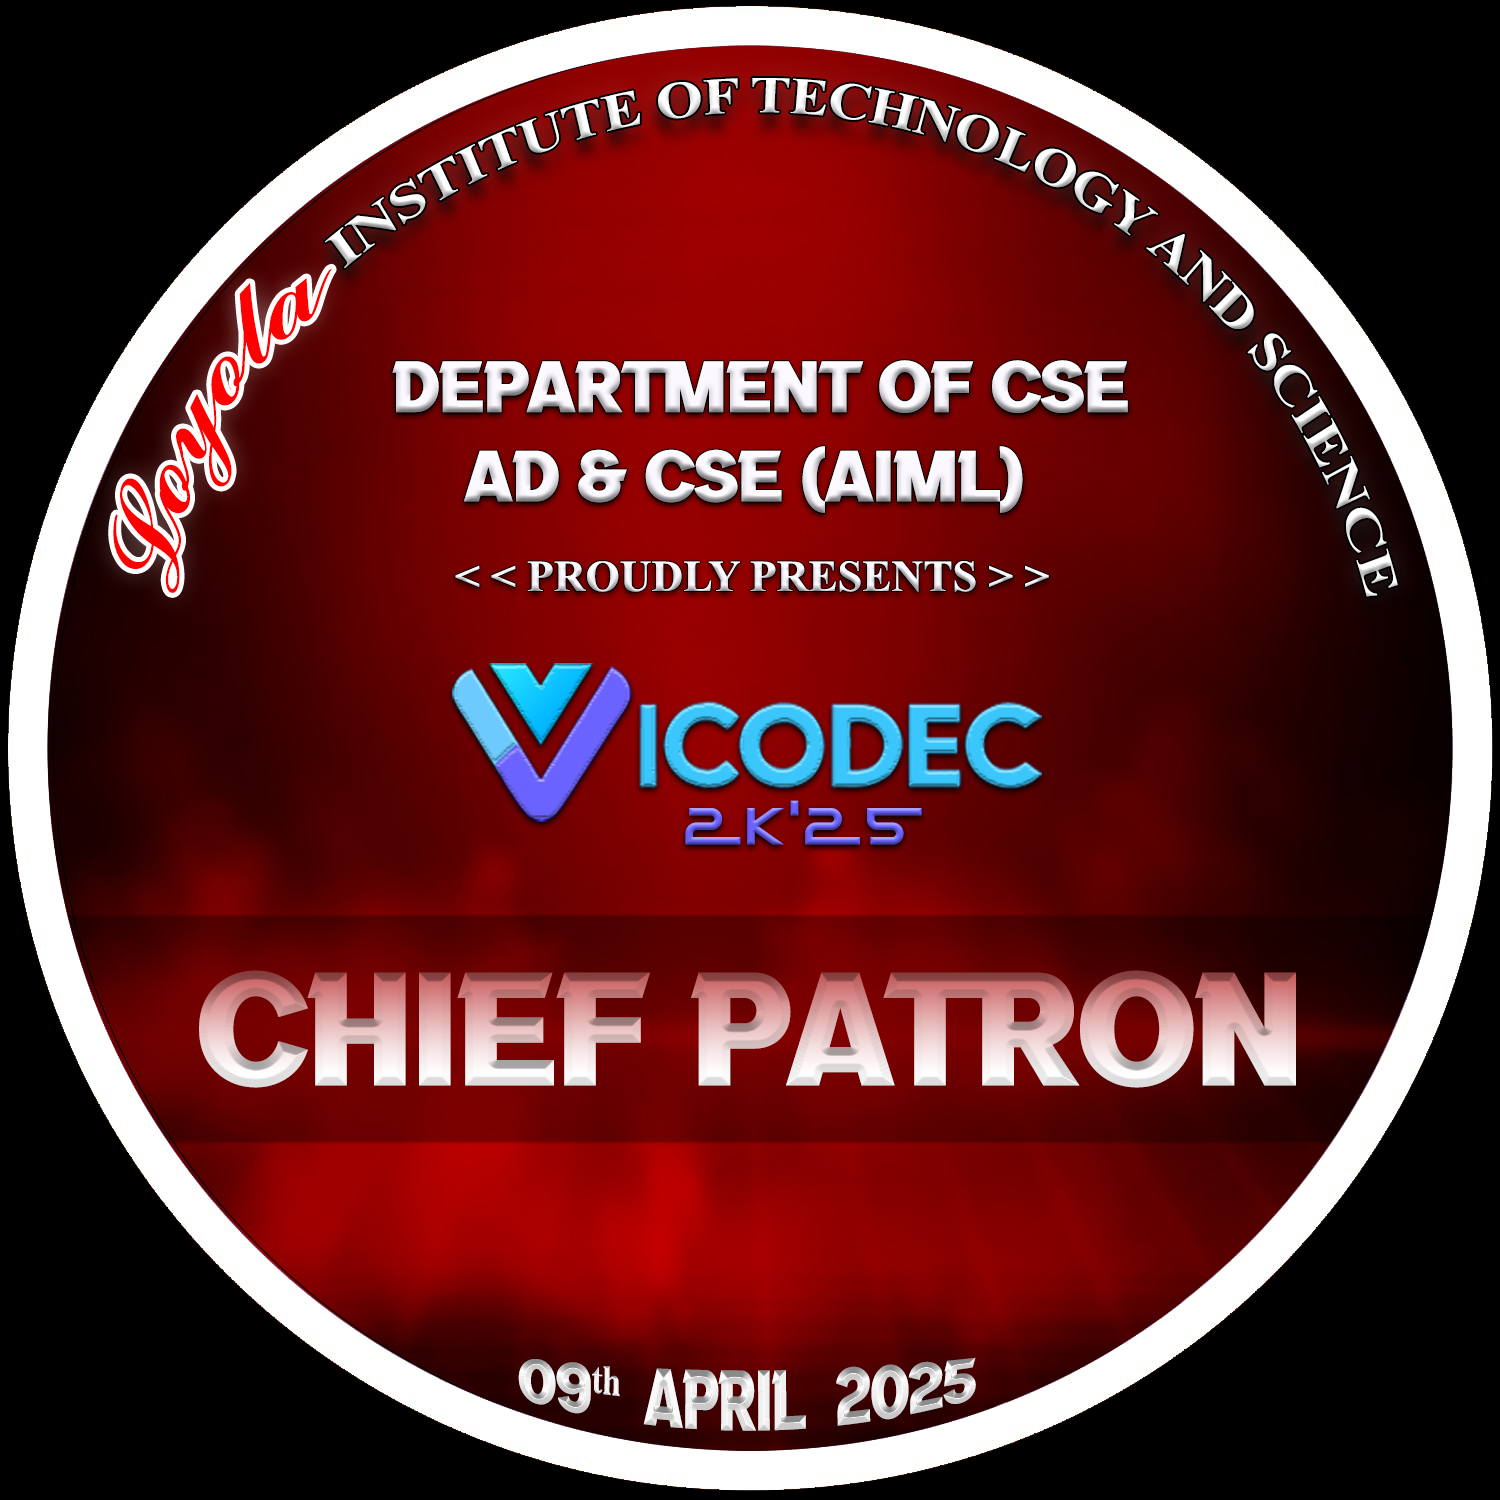 Loyola INSTITUTE OF TECHNOLOGY AND SCIENCE
DEPARTMENT OF CSE
AD & CSE (AIML)
<< PROUDLY PRESENTS >>
VICODEC
2K'25
CHIEF PATRON
09th APRIL 2025